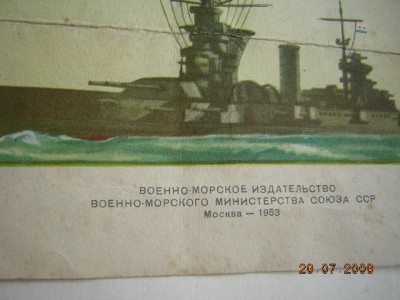 ВОЕННО-МОРСКОЕ ИЗДАТЕЛЬСТВО
ВОЕННО-МОРСКОГО МИНИСТЕРСТВА СОЮЗА ССР
Москва — 1953
29.07.2009